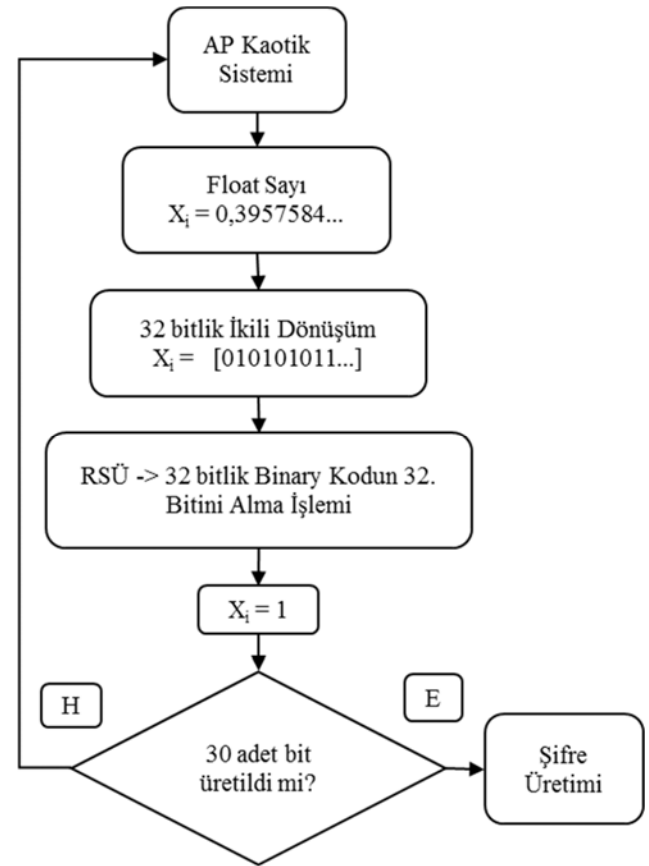 AP Kaotik
Sistemi
Float Sayı
Xᵢ = 0,3957584...
32 bitlik İkili Dönüşüm
Xᵢ = [010101011...]
RSÜ -> 32 bitlik Binary Kodun 32.
Bitini Alma İşlemi
Xᵢ = 1
H
E
30 adet bit
üretildi mi?
Şifre
Üretimi